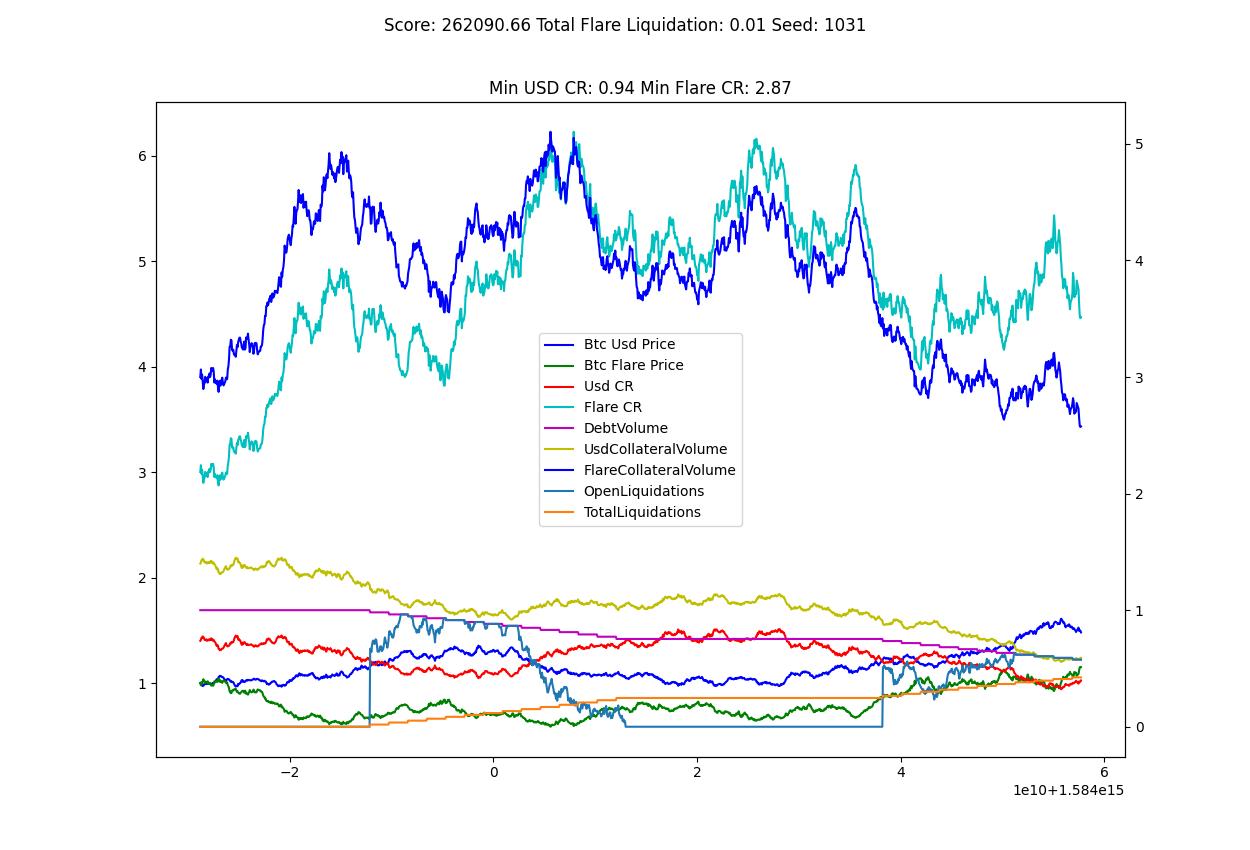 Score: 262090.66 Total Flare Liquidation: 0.01 Seed: 1031
Min USD CR: 0.94 Min Flare CR: 2.87
6
5
4
3
2
1
5
4
3
2
1
0
Btc Usd Price
Btc Flare Price
Usd CR
Flare CR
DebtVolume
UsdCollateralVolume
FlareCollateralVolume
OpenLiquidations
TotalLiquidations
−2
0
2
4
6
1e10+1.584e15